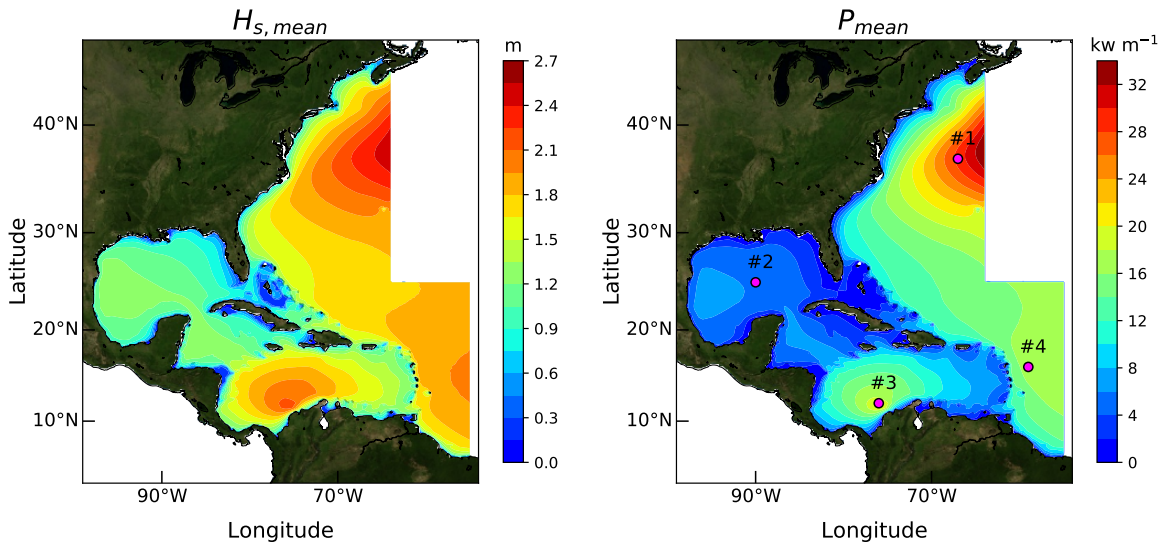 H_{s, mean}
P_{mean}
m
kw m⁻¹
2.7
2.4
2.1
1.8
1.5
1.2
0.9
0.6
0.3
0.0
32
28
24
20
16
12
8
4
0
40°N
30°N
20°N
10°N
40°N
30°N
20°N
10°N
#1
#2
#3
#4
90°W 70°W
90°W 70°W
Latitude
Latitude
Longitude
Longitude